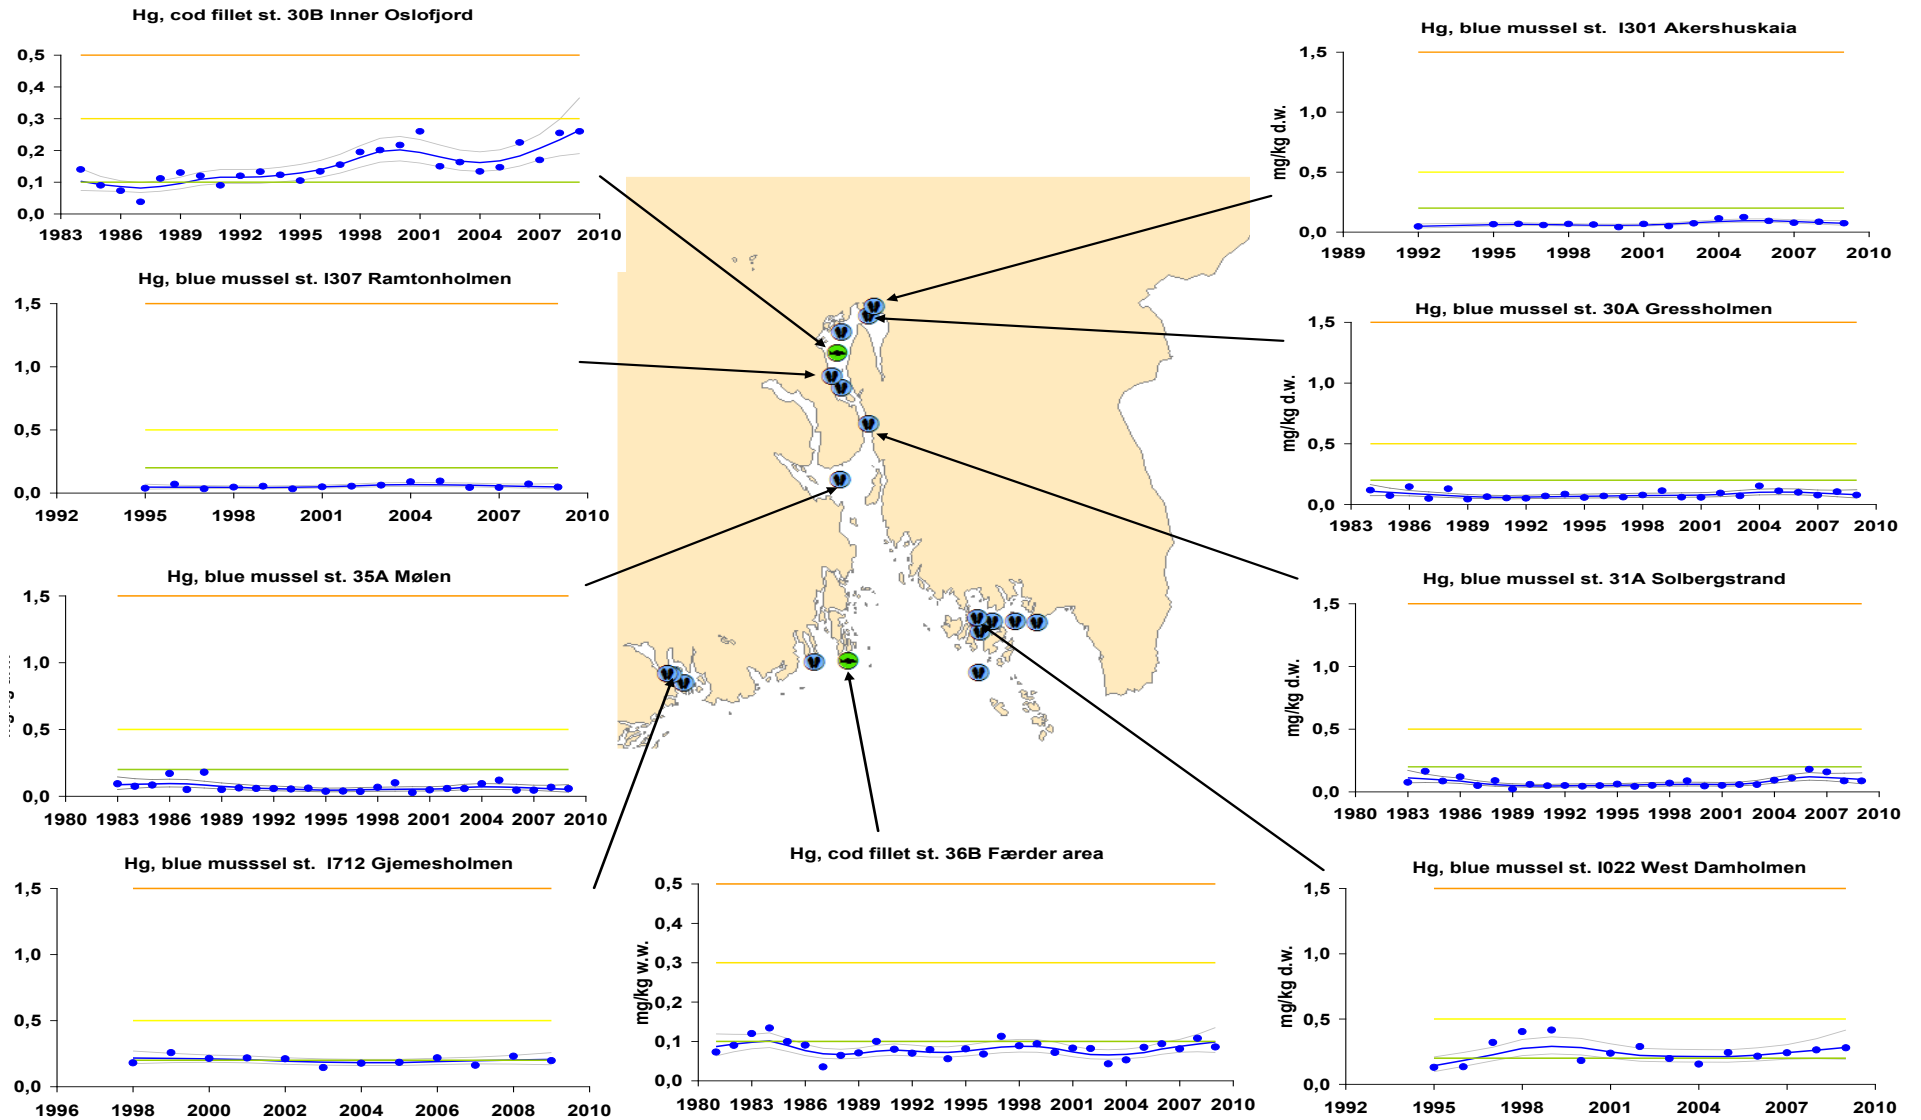 Hg, cod fillet st. 30B Inner Oslofjord
0,5
0,4
0,3
0,2
0,1
0,0
1983 1986 1989 1992 1995 1998 2001 2004 2007 2010
Hg, blue mussel st. I307 Ramtonholmen
1,5
1,0
0,5
0,0
1992 1995 1998 2001 2004 2007 2010
Hg, blue mussel st. 35A Mølen
1,5
1,0
0,5
0,0
1980 1983 1986 1989 1992 1995 1998 2001 2004 2007 2010
Hg, blue musssel st. I712 Gjemesholmen
1,5
1,0
0,5
0,0
1996 1998 2000 2002 2004 2006 2008 2010
Hg, cod fillet st. 36B Færder area
mg/kg w.w.
0,5
0,4
0,3
0,2
0,1
0,0
1980 1983 1986 1989 1992 1995 1998 2001 2004 2007 2010
Hg, blue mussel st. I301 Akershuskaia
mg/kg d.w.
1,5
1,0
0,5
0,0
1989 1992 1995 1998 2001 2004 2007 2010
Hg, blue mussel st. 30A Gressholmen
mg/kg d.w.
1,5
1,0
0,5
0,0
1983 1986 1989 1992 1995 1998 2001 2004 2007 2010
Hg, blue mussel st. 31A Solbergstrand
mg/kg d.w.
1,5
1,0
0,5
0,0
1980 1983 1986 1989 1992 1995 1998 2001 2004 2007 2010
Hg, blue mussel st. I022 West Damholmen
mg/kg d.w.
1,5
1,0
0,5
0,0
1992 1995 1998 2001 2004 2007 2010